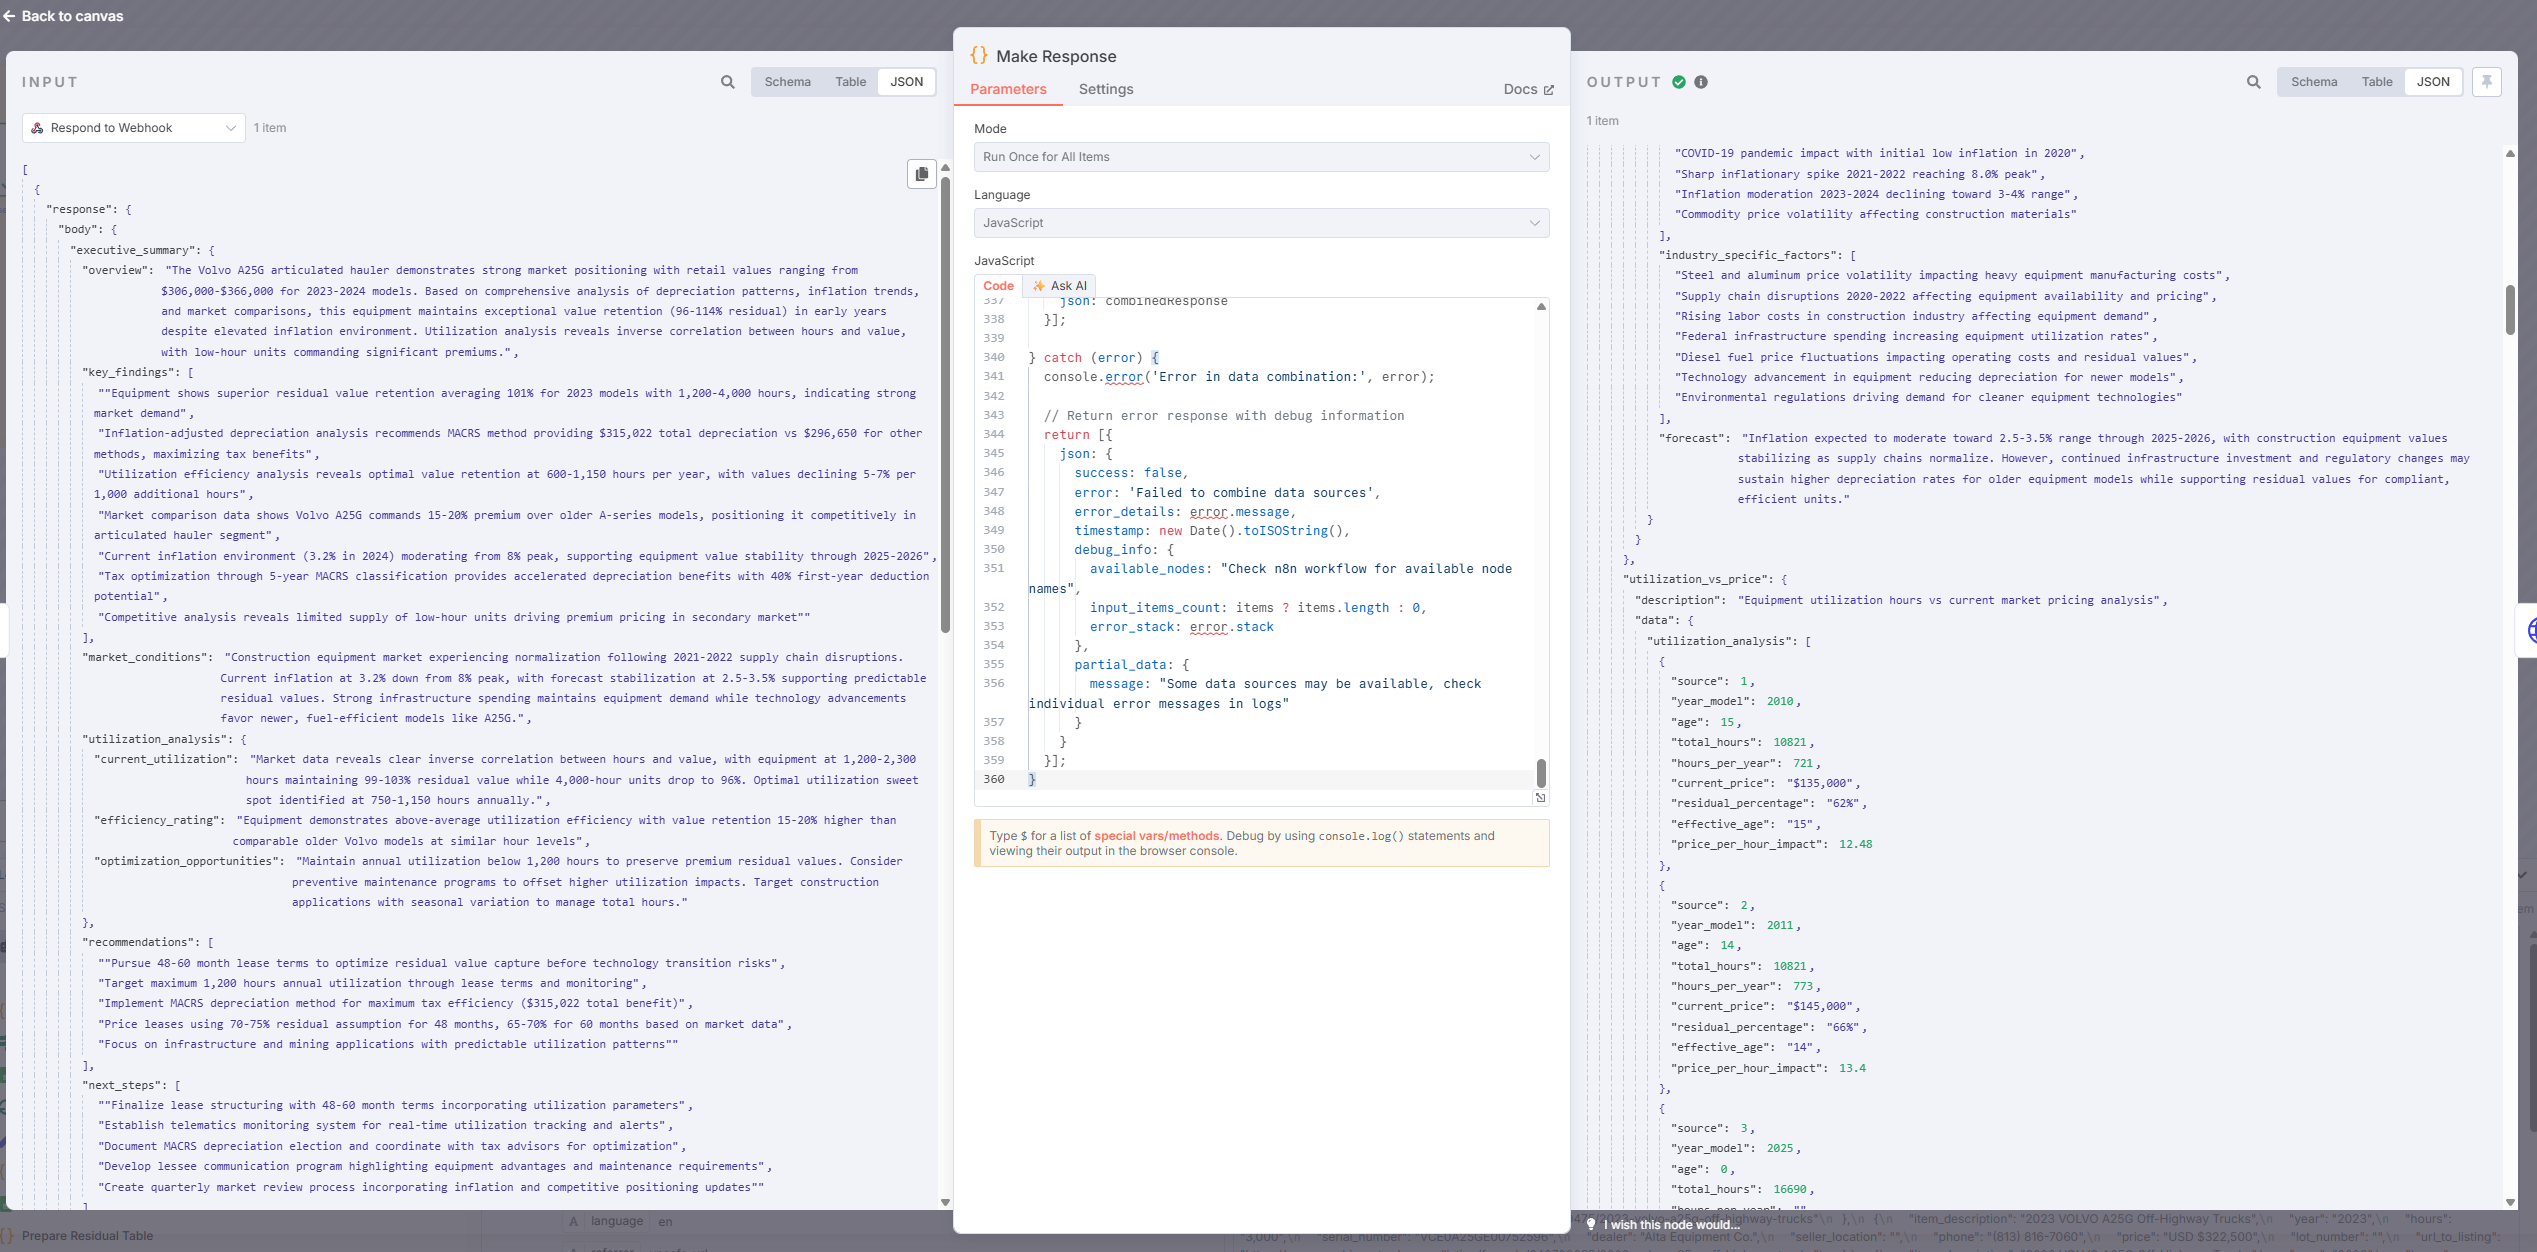 Back to canvas
INPUT
Schema
Table
JSON
Respond to Webhook
1 item
[
{
"response": {
"body": {
"executive_summary": {
"overview": "The Volvo A25G articulated hauler demonstrates strong market positioning with retail values ranging from
$306,000-$366,000 for 2023-2024 models. Based on comprehensive analysis of depreciation patterns, inflation trends,
and market comparisons, this equipment maintains exceptional value retention (96-114% residual) in early years
despite elevated inflation environment. Utilization analysis reveals inverse correlation between hours and value,
with low-hour units commanding significant premiums.",
"key_findings": [
""Equipment shows superior residual value retention averaging 101% for 2023 models with 1,200-4,000 hours, indicating strong
market demand",
"Inflation-adjusted depreciation analysis recommends MACRS method providing $315,022 total depreciation vs $296,650 for other
methods, maximizing tax benefits",
"Utilization efficiency analysis reveals optimal value retention at 600-1,150 hours per year, with values declining 5-7% per
1,000 additional hours",
"Market comparison data shows Volvo A25G commands 15-20% premium over older A-series models, positioning it competitively in
articulated hauler segment",
"Current inflation environment (3.2% in 2024) moderating from 8% peak, supporting equipment value stability through 2025-2026",
"Tax optimization through 5-year MACRS classification provides accelerated depreciation benefits with 40% first-year deduction
potential",
"Competitive analysis reveals limited supply of low-hour units driving premium pricing in secondary market""
],
"market_conditions": "Construction equipment market experiencing normalization following 2021-2022 supply chain disruptions.
Current inflation at 3.2% down from 8% peak, with forecast stabilization at 2.5-3.5% supporting predictable
residual values. Strong infrastructure spending maintains equipment demand while technology advancements
favor newer, fuel-efficient models like A25G.",
"utilization_analysis": {
"current_utilization": "Market data reveals clear inverse correlation between hours and value, with equipment at 1,200-2,300
hours maintaining 99-103% residual value while 4,000-hour units drop to 96%. Optimal utilization sweet
spot identified at 750-1,150 hours annually.",
"efficiency_rating": "Equipment demonstrates above-average utilization efficiency with value retention 15-20% higher than
comparable older Volvo models at similar hour levels",
"optimization_opportunities": "Maintain annual utilization below 1,200 hours to preserve premium residual values. Consider
preventive maintenance programs to offset higher utilization impacts. Target construction
applications with seasonal variation to manage total hours."
},
"recommendations": [
""Pursue 48-60 month lease terms to optimize residual value capture before technology transition risks",
"Target maximum 1,200 hours annual utilization through lease terms and monitoring",
"Implement MACRS depreciation method for maximum tax efficiency ($315,022 total benefit)",
"Price leases using 70-75% residual assumption for 48 months, 65-70% for 60 months based on market data",
"Focus on infrastructure and mining applications with predictable utilization patterns""
],
"next_steps": [
""Finalize lease structuring with 48-60 month terms incorporating utilization parameters",
"Establish telematics monitoring system for real-time utilization tracking and alerts",
"Document MACRS depreciation election and coordinate with tax advisors for optimization",
"Develop lessee communication program highlighting equipment advantages and maintenance requirements",
"Create quarterly market review process incorporating inflation and competitive positioning updates""
]
{} Make Response
Parameters
Settings
Docs
Mode
Run Once for All Items
Language
JavaScript
JavaScript
Code
Ask AI
337 json: combinedResponse
338 }];
339
340 } catch (error) {
341 console.error('Error in data combination:', error);
342
343 // Return error response with debug information
344 return [{
345 json: {
346 success: false,
347 error: 'Failed to combine data sources',
348 error_details: error.message,
349 timestamp: new Date().toISOString(),
350 debug_info: {
351 available_nodes: "Check n8n workflow for available node
names",
352 input_items_count: items ? items.length : 0,
353 error_stack: error.stack
354 },
355 partial_data: {
356 message: "Some data sources may be available, check
individual error messages in logs"
357 }
358 }
359 }];
360 }
Type $ for a list of special vars/methods. Debug by using console.log() statements and
viewing their output in the browser console.
OUTPUT
Schema
Table
JSON
1 item
"COVID-19 pandemic impact with initial low inflation in 2020",
"Sharp inflationary spike 2021-2022 reaching 8.0% peak",
"Inflation moderation 2023-2024 declining toward 3-4% range",
"Commodity price volatility affecting construction materials"
],
"industry_specific_factors": [
"Steel and aluminum price volatility impacting heavy equipment manufacturing costs",
"Supply chain disruptions 2020-2022 affecting equipment availability and pricing",
"Rising labor costs in construction industry affecting equipment demand",
"Federal infrastructure spending increasing equipment utilization rates",
"Diesel fuel price fluctuations impacting operating costs and residual values",
"Technology advancement in equipment reducing depreciation for newer models",
"Environmental regulations driving demand for cleaner equipment technologies"
],
"forecast": "Inflation expected to moderate toward 2.5-3.5% range through 2025-2026, with construction equipment values
stabilizing as supply chains normalize. However, continued infrastructure investment and regulatory changes may
sustain higher depreciation rates for older equipment models while supporting residual values for compliant,
efficient units."
}
}
},
"utilization_vs_price": {
"description": "Equipment utilization hours vs current market pricing analysis",
"data": {
"utilization_analysis": [
{
"source": 1,
"year_model": 2010,
"age": 15,
"total_hours": 10821,
"hours_per_year": 721,
"current_price": "$135,000",
"residual_percentage": "62%",
"effective_age": "15",
"price_per_hour_impact": 12.48
},
{
"source": 2,
"year_model": 2011,
"age": 14,
"total_hours": 10821,
"hours_per_year": 773,
"current_price": "$145,000",
"residual_percentage": "66%",
"effective_age": "14",
"price_per_hour_impact": 13.4
},
{
"source": 3,
"year_model": 2025,
"age": 0,
"total_hours": 16690,
"hours_per_year": ""
I wish this node would...
A language en
{} Prepare Residual Table